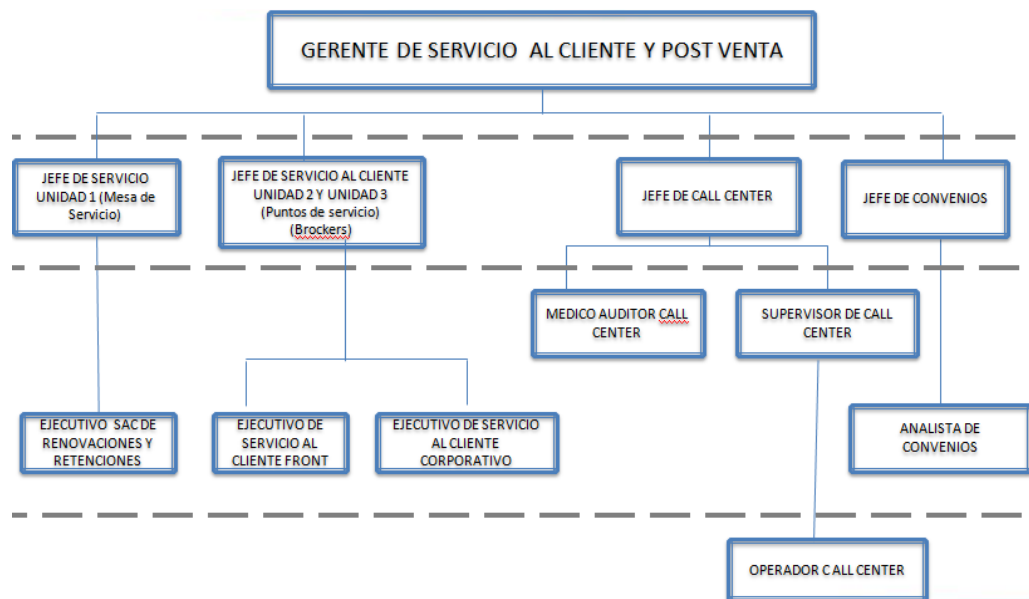 GERENTE DE SERVICIO AL CLIENTE Y POST VENTA
JEFE DE SERVICIO
UNIDAD 1 (Mesa de
Servicio)
JEFE DE SERVICIO AL CLIENTE
UNIDAD 2 Y UNIDAD 3
(Puntos de servicio)
(Brockers)
JEFE DE CALL CENTER
JEFE DE CONVENIOS
MEDICO AUDITOR CALL
CENTER
SUPERVISOR DE CALL
CENTER
EJECUTIVO SAC DE
RENOVACIONES Y
RETENCIONES
EJECUTIVO DE
SERVICIO AL
CLIENTE FRONT
EJECUTIVO DE SERVICIO
AL CLIENTE
CORPORATIVO
ANALISTA DE
CONVENIOS
OPERADOR C ALL CENTER